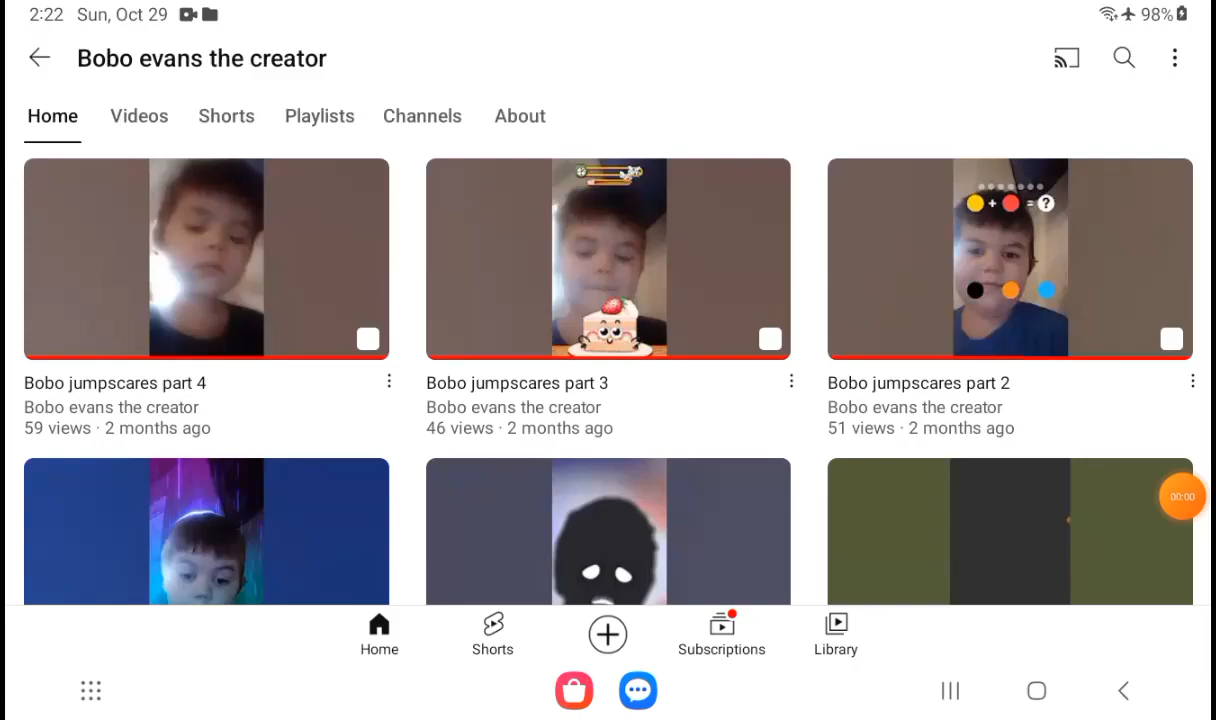 2:22 Sun, Oct 29 98%
Bobo evans the creator
Home Videos Shorts Playlists Channels About
+ = ?
Bobo jumpscares part 4 Bobo jumpscares part 3 Bobo jumpscares part 2
Bobo evans the creator Bobo evans the creator Bobo evans the creator
59 views · 2 months ago 46 views · 2 months ago 51 views · 2 months ago
00:00
Home Shorts Subscriptions Library